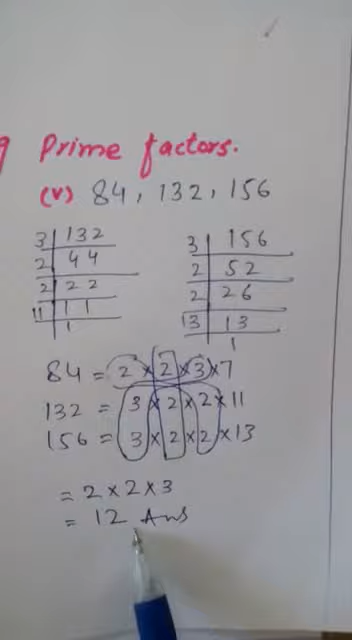 g Prime factors.
(v) 84, 132, 156
3 | 132
2 | 44
2 | 22
11 | 11
1
3 | 156
2 | 52
2 | 26
13 | 13
1
84 = 2 × 2 × 3 × 7
132 = 3 × 2 × 2 × 11
156 = 3 × 2 × 2 × 13
= 2 × 2 × 3
= 12 Ans